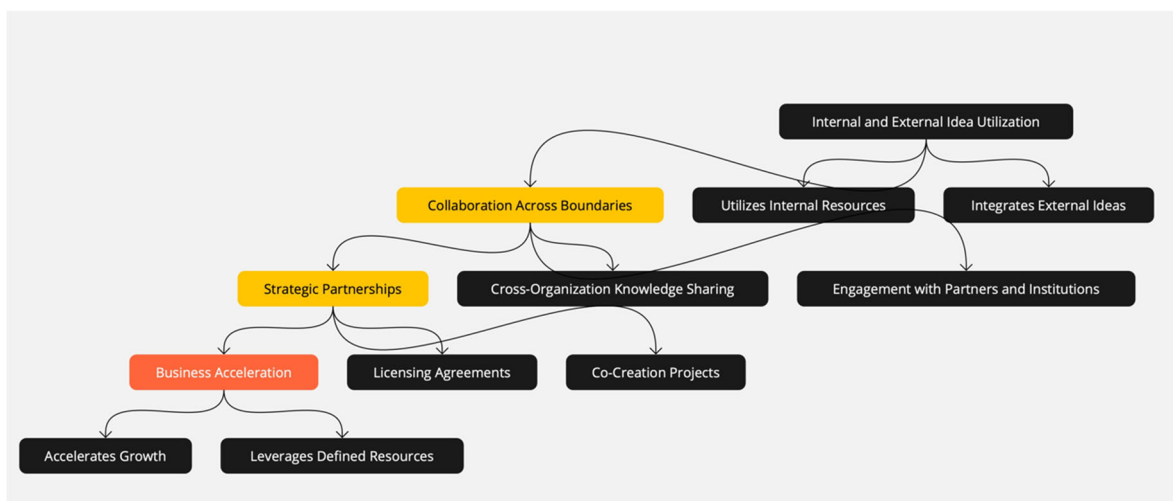 Internal and External Idea Utilization
Collaboration Across Boundaries
Utilizes Internal Resources
Integrates External Ideas
Strategic Partnerships
Cross-Organization Knowledge Sharing
Engagement with Partners and Institutions
Business Acceleration
Licensing Agreements
Co-Creation Projects
Accelerates Growth
Leverages Defined Resources